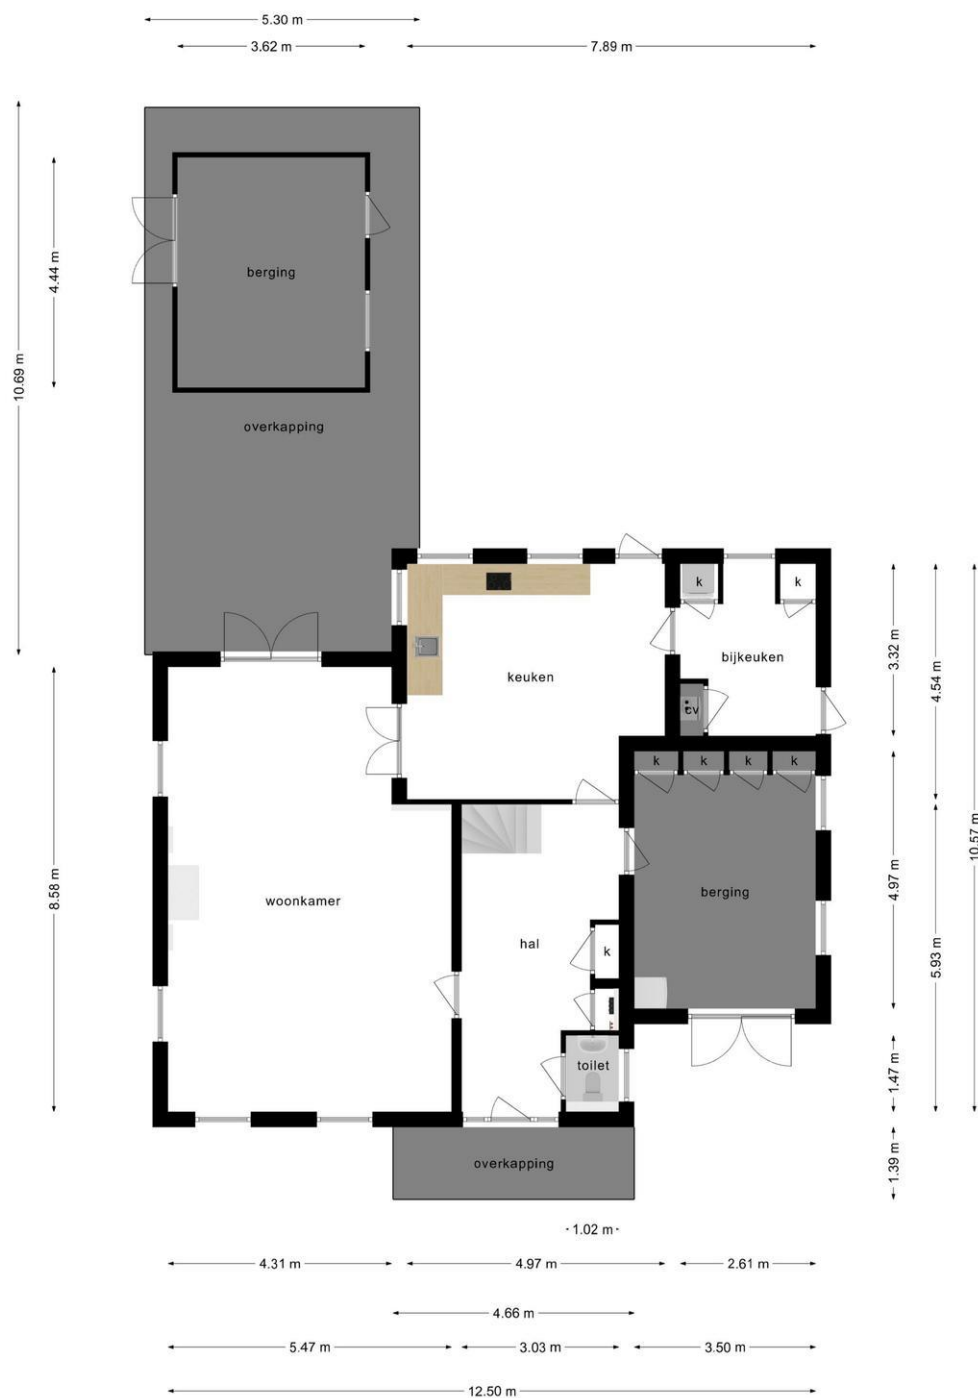 5.30 m
3.62 m
7.89 m
10.69 m
4.44 m
berging
overkapping
keuken
k
k
bijkeuken
cv
3.32 m
4.54 m
10.57 m
k
k
k
k
woonkamer
8.58 m
hal
k
berging
4.97 m
5.93 m
toilet
1.47 m
overkapping
1.39 m
1.02 m
4.31 m
4.97 m
2.61 m
4.66 m
5.47 m
3.03 m
3.50 m
12.50 m